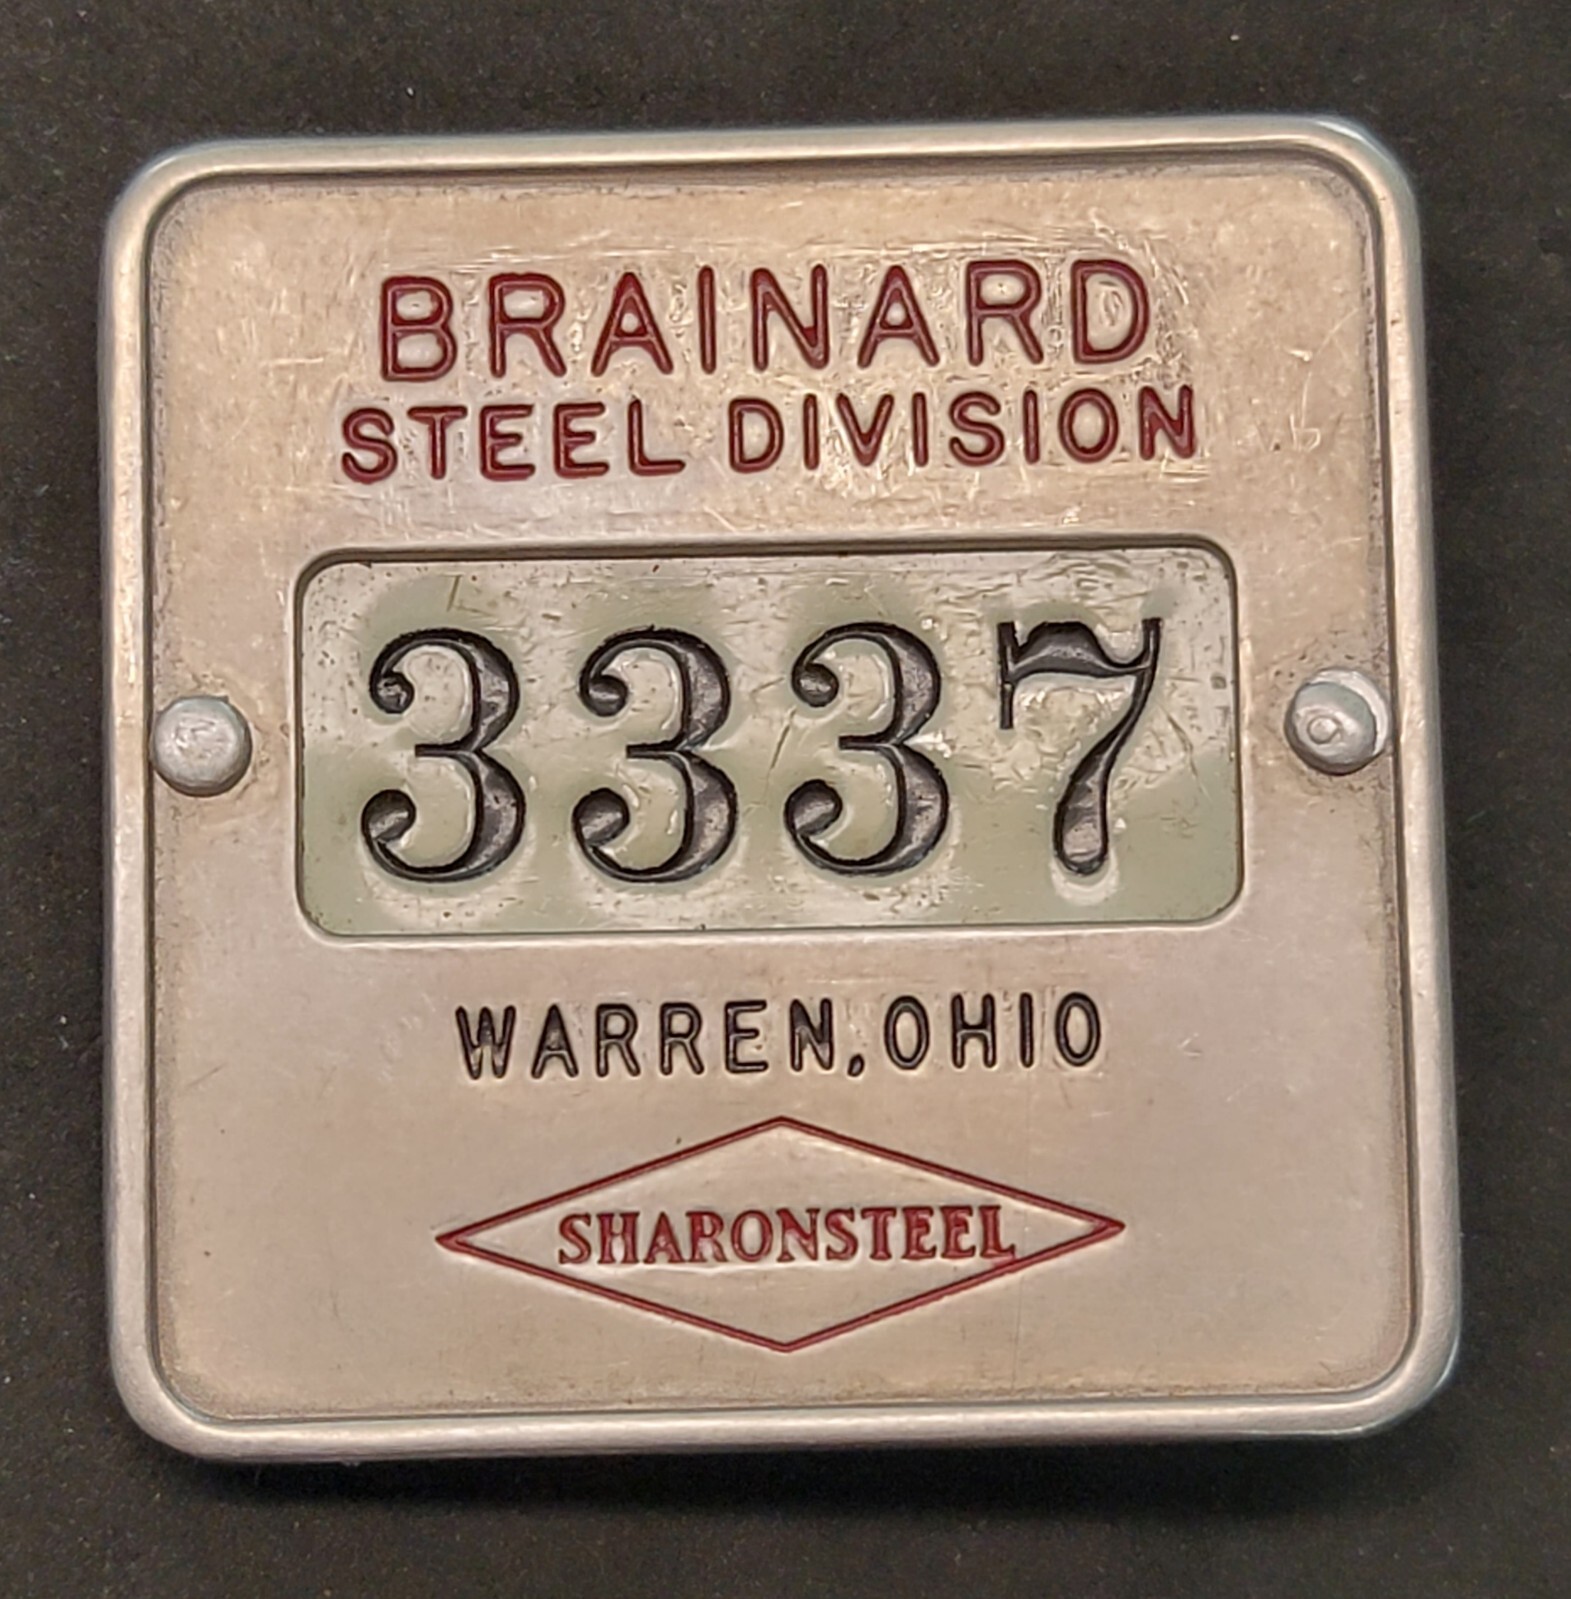 BRAINARD
STEEL DIVISION
3337
WARREN, OHIO
SHARONSTEEL